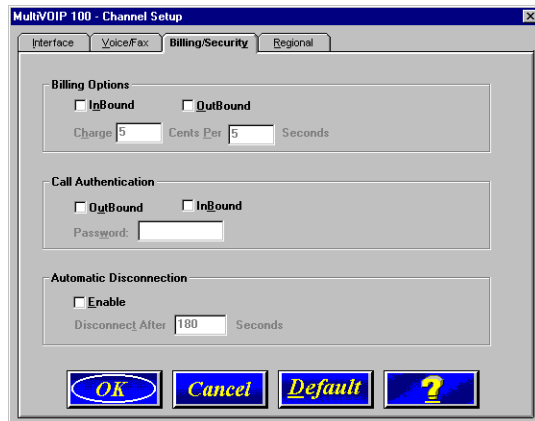 MultiVOIP 100 - Channel Setup
Interface Voice/Fax Billing/Security Regional
Billing Options
InBound OutBound
Charge 5 Cents Per 5 Seconds
Call Authentication
OutBound InBound
Password:
Automatic Disconnection
Enable
Disconnect After 180 Seconds
OK Cancel Default ?